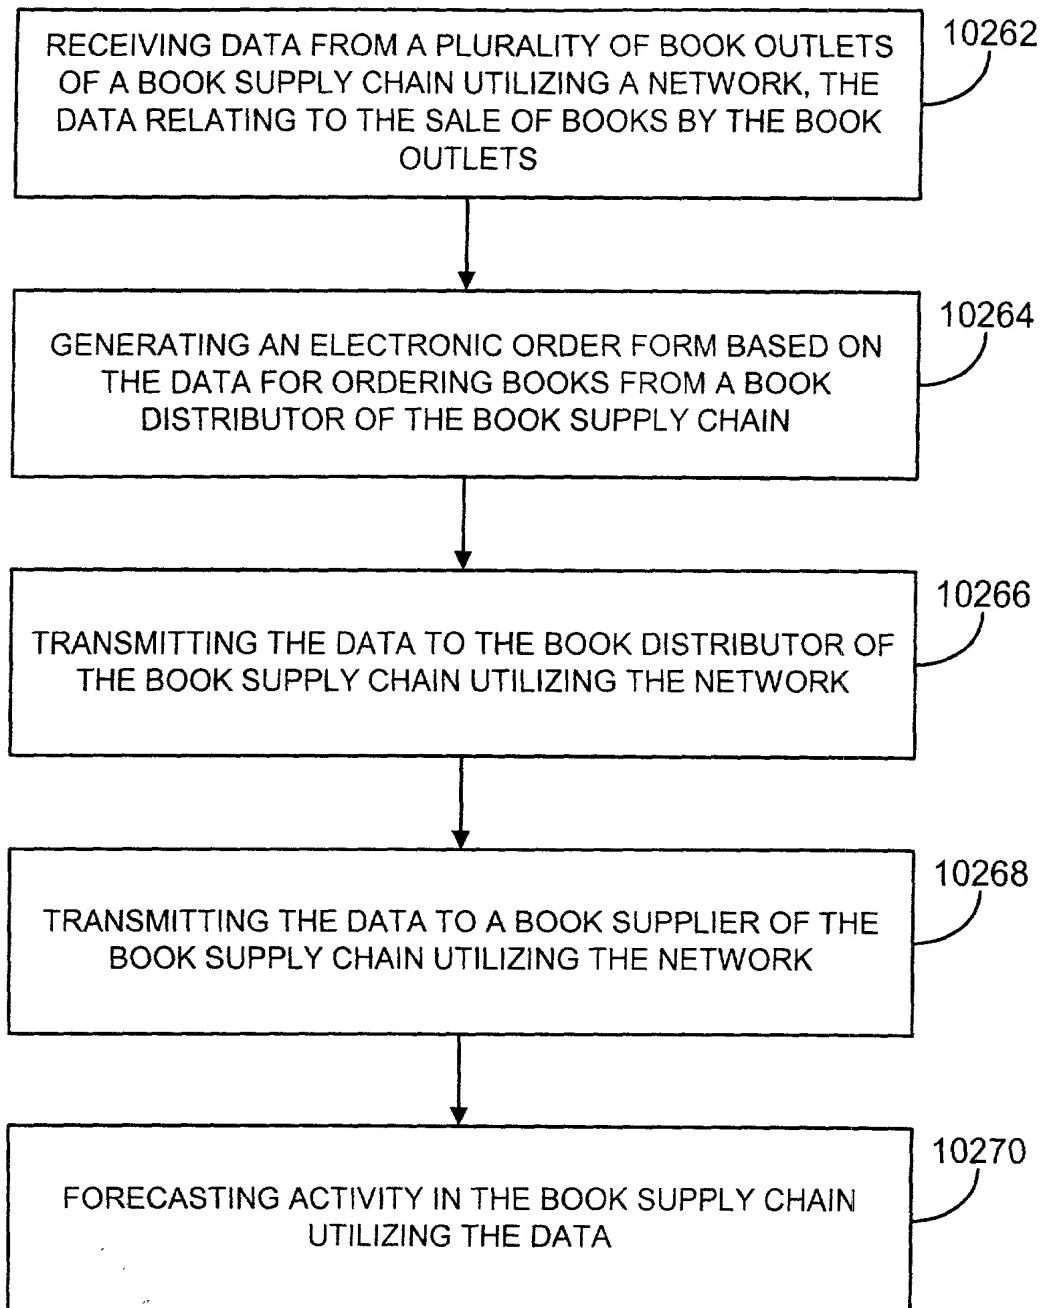 RECEIVING DATA FROM A PLURALITY OF BOOK OUTLETS
OF A BOOK SUPPLY CHAIN UTILIZING A NETWORK, THE
DATA RELATING TO THE SALE OF BOOKS BY THE BOOK
OUTLETS
10262
GENERATING AN ELECTRONIC ORDER FORM BASED ON
THE DATA FOR ORDERING BOOKS FROM A BOOK
DISTRIBUTOR OF THE BOOK SUPPLY CHAIN
10264
TRANSMITTING THE DATA TO THE BOOK DISTRIBUTOR OF
THE BOOK SUPPLY CHAIN UTILIZING THE NETWORK
10266
TRANSMITTING THE DATA TO A BOOK SUPPLIER OF THE
BOOK SUPPLY CHAIN UTILIZING THE NETWORK
10268
FORECASTING ACTIVITY IN THE BOOK SUPPLY CHAIN
UTILIZING THE DATA
10270